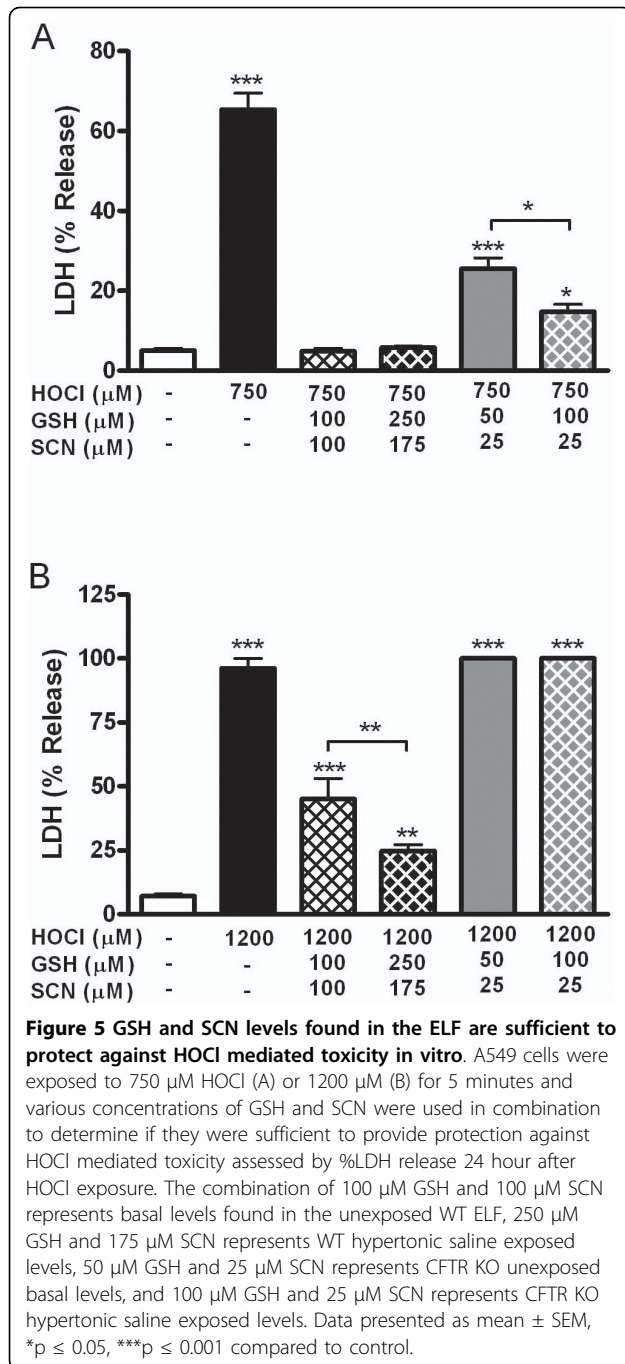 A
80
60
40
20
0
LDH (% Release)
***
***
*
*
HOCl (µM) - 750 750 750 750 750
GSH (µM) - - 100 250 50 100
SCN (µM) - - 100 175 25 25
B
125
100
75
50
25
0
LDH (% Release)
***
***
**
**
***
***
HOCl (µM) - 1200 1200 1200 1200 1200
GSH (µM) - - 100 250 50 100
SCN (µM) - - 100 175 25 25
Figure 5 GSH and SCN levels found in the ELF are sufficient to
protect against HOCl mediated toxicity in vitro. A549 cells were
exposed to 750 µM HOCl (A) or 1200 µM (B) for 5 minutes and
various concentrations of GSH and SCN were used in combination
to determine if they were sufficient to provide protection against
HOCl mediated toxicity assessed by %LDH release 24 hour after
HOCl exposure. The combination of 100 µM GSH and 100 µM SCN
represents basal levels found in the unexposed WT ELF, 250 µM
GSH and 175 µM SCN represents WT hypertonic saline exposed
levels, 50 µM GSH and 25 µM SCN represents CFTR KO unexposed
basal levels, and 100 µM GSH and 25 µM SCN represents CFTR KO
hypertonic saline exposed levels. Data presented as mean ± SEM,
*p ≤ 0.05, ***p ≤ 0.001 compared to control.